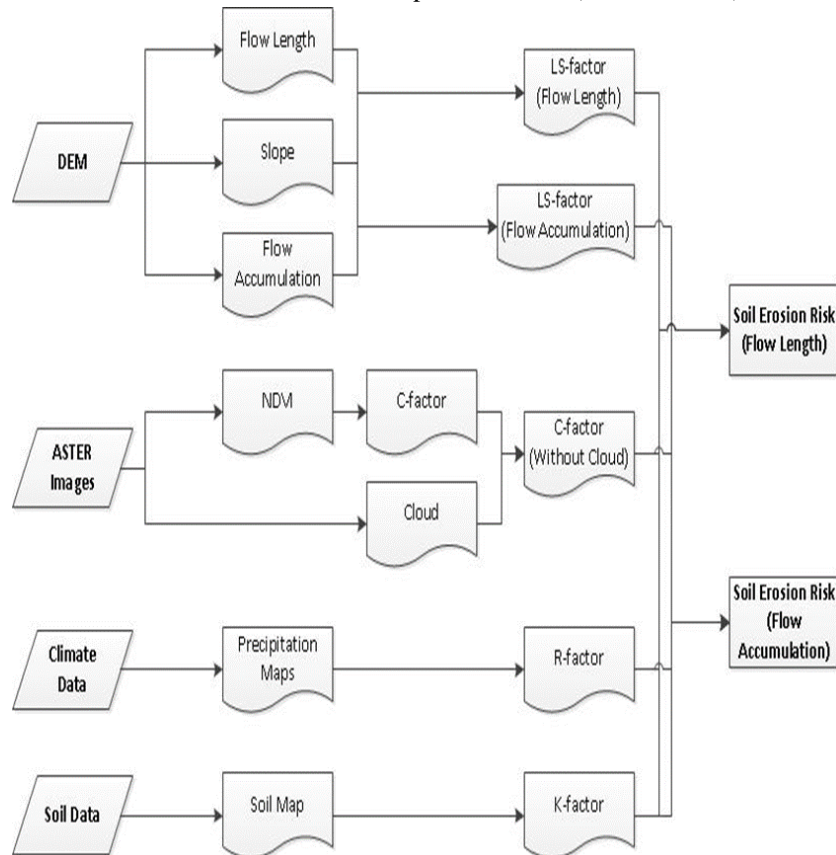 Flow Length
LS-factor
(Flow Length)
DEM
Slope
LS-factor
(Flow Accumulation)
Flow
Accumulation
Soil Erosion Risk
(Flow Length)
NDVI
C-factor
C-factor
(Without Cloud)
ASTER
Images
Cloud
Soil Erosion Risk
(Flow
Accumulation)
Climate
Data
Precipitation
Maps
R-factor
Soil Data
Soil Map
K-factor